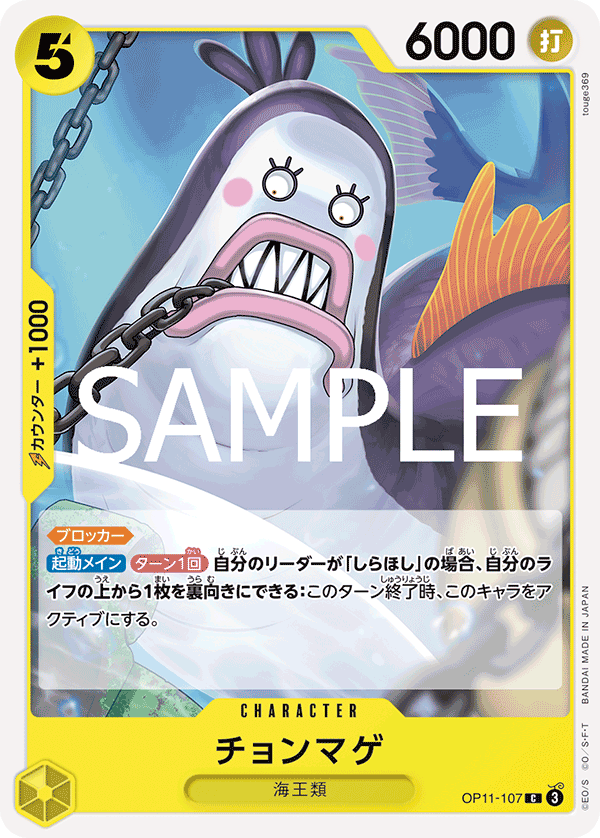 5
6000
打
touge369
カウンター +1000
SAMPLE
ブロッカー
起動メイン ターン1回 自分のリーダーが「しらほし」の場合、自分のラ
イフの上から1枚を裏向きにできる:このターン終了時、このキャラをア
クティブにする。
CHARACTER
チョンマゲ
海王類
OP11-107 C 3
©E.O/S ©O/S・F・T BANDAI MADE IN JAPAN